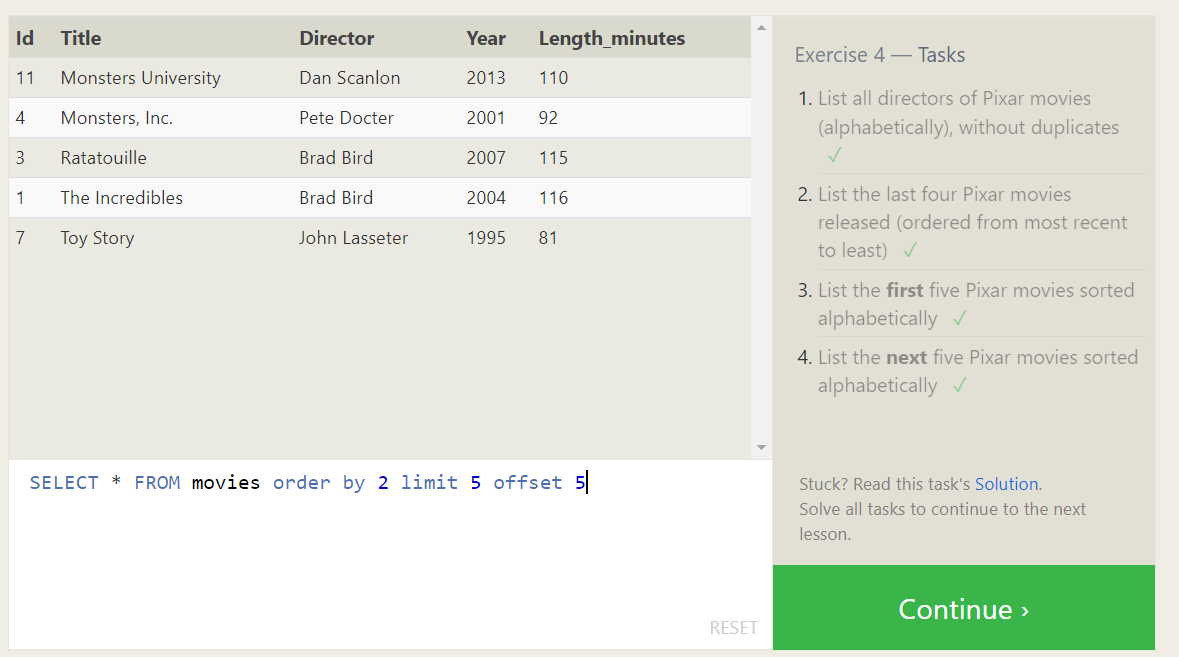 Id Title Director Year Length_minutes
11 Monsters University Dan Scanlon 2013 110
4 Monsters, Inc. Pete Docter 2001 92
3 Ratatouille Brad Bird 2007 115
1 The Incredibles Brad Bird 2004 116
7 Toy Story John Lasseter 1995 81
SELECT * FROM movies order by 2 limit 5 offset 5
RESET
Exercise 4 — Tasks
1. List all directors of Pixar movies
(alphabetically), without duplicates
✓
2. List the last four Pixar movies
released (ordered from most recent
to least) ✓
3. List the first five Pixar movies sorted
alphabetically ✓
4. List the next five Pixar movies sorted
alphabetically ✓
Stuck? Read this task's Solution.
Solve all tasks to continue to the next
lesson.
Continue ›